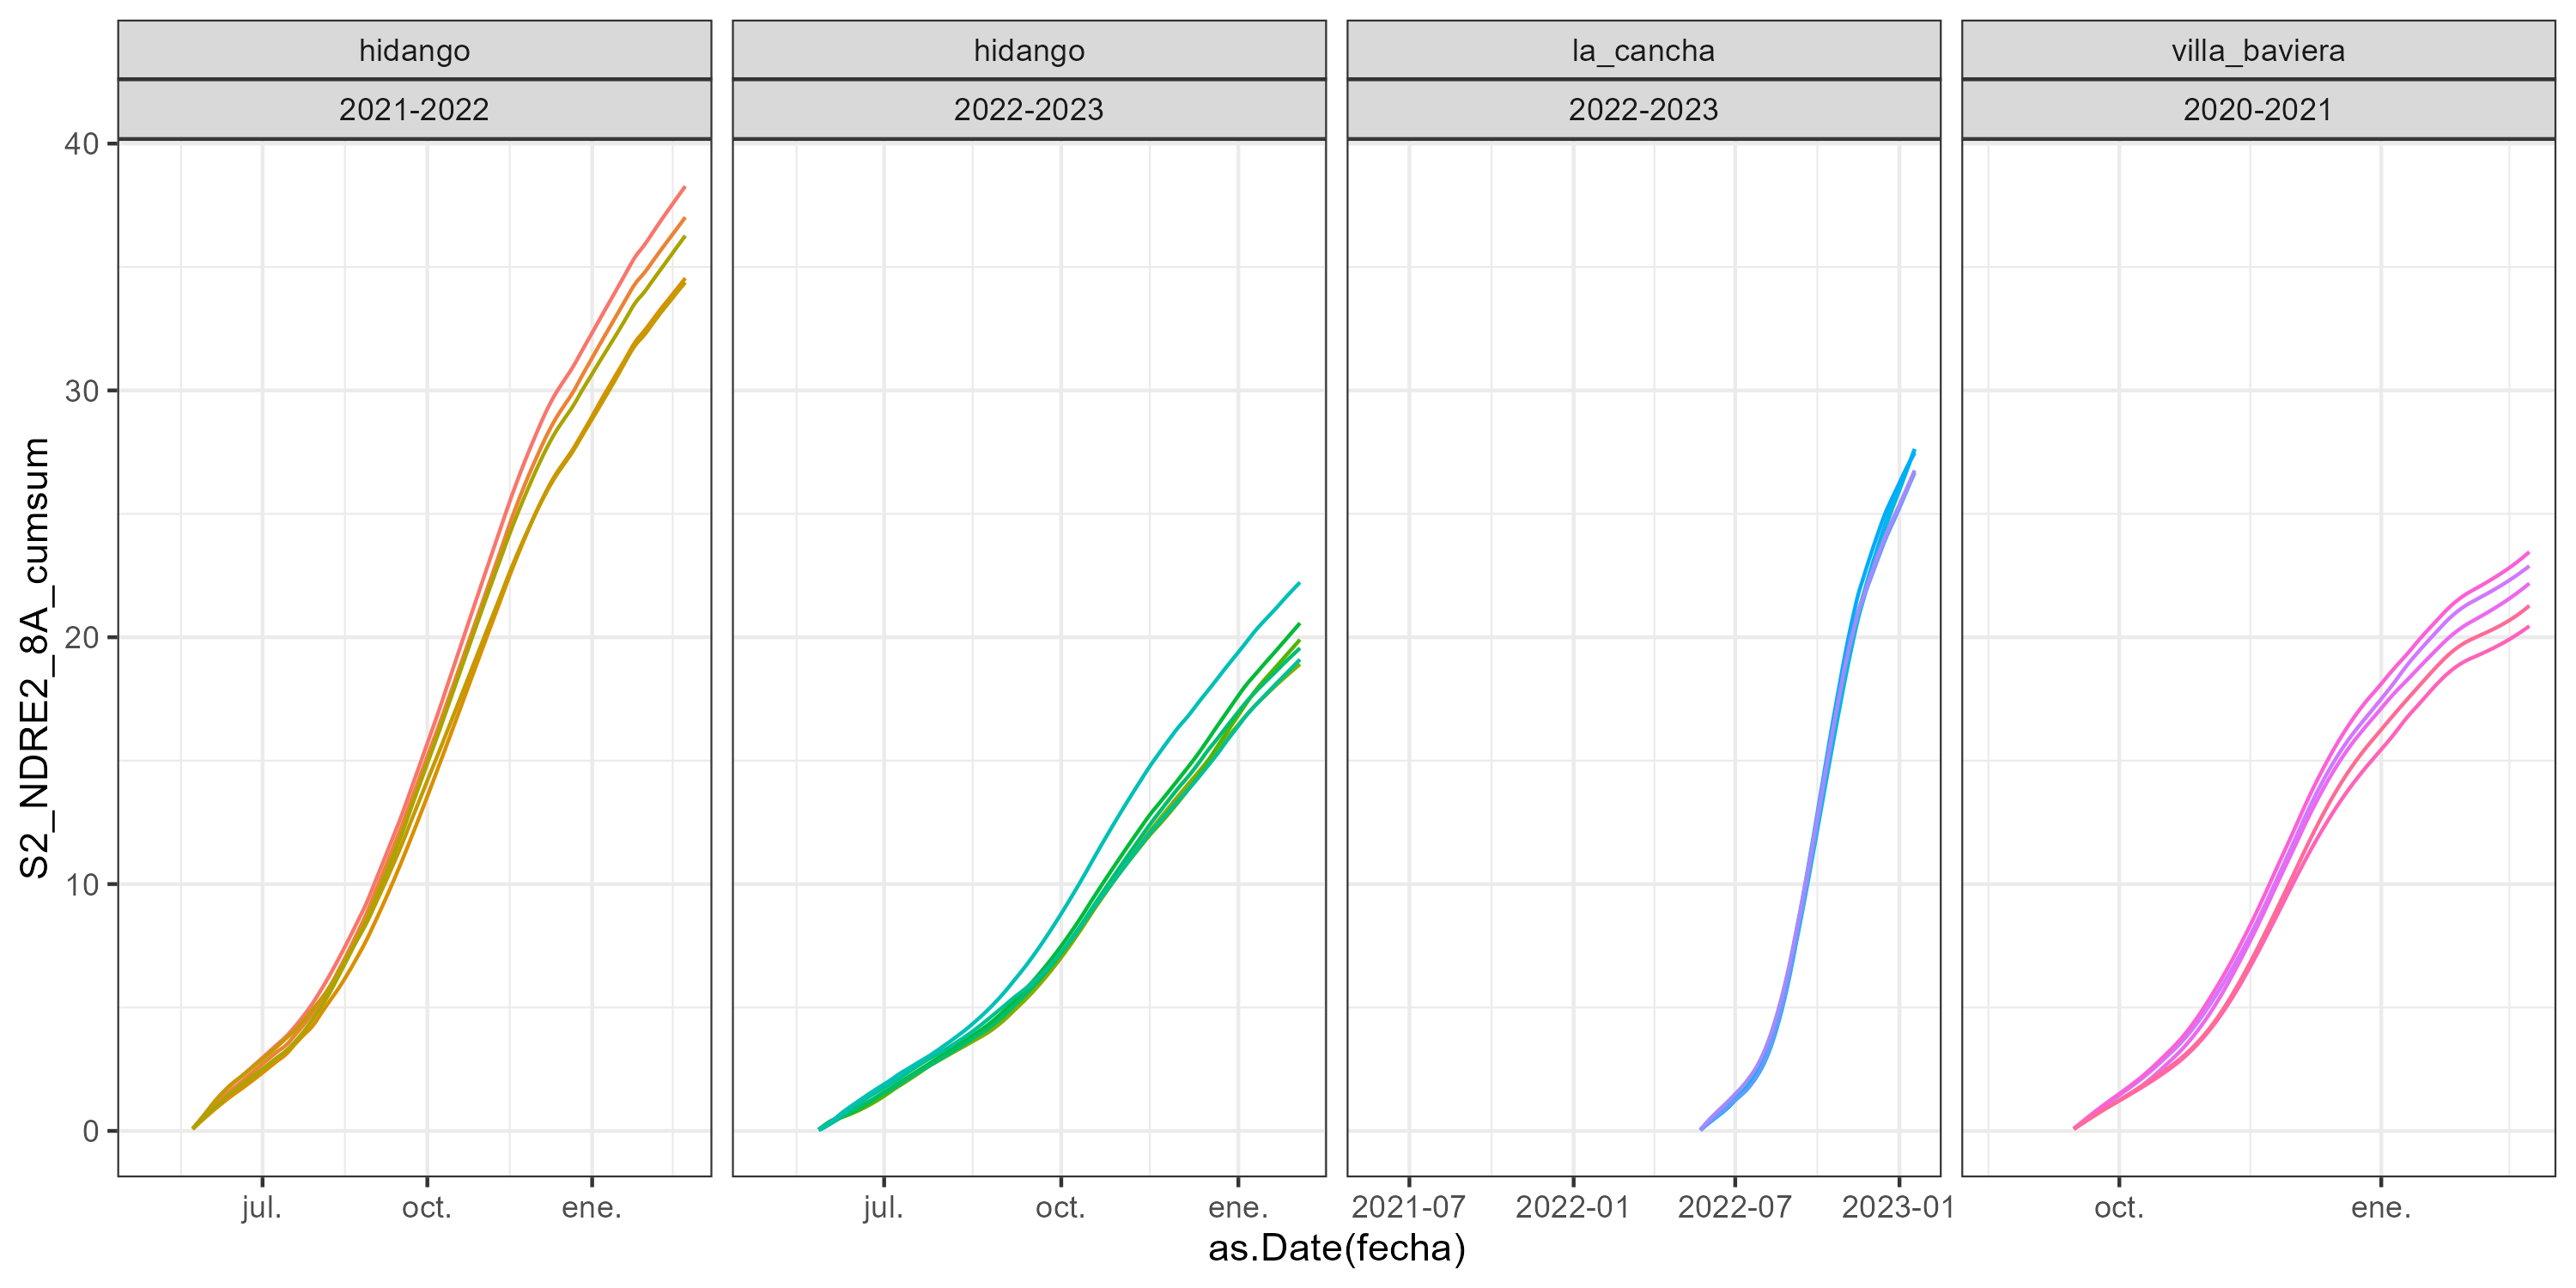 hidango
hidango
la_cancha
villa_baviera
2021-2022
2022-2023
2022-2023
2020-2021
40
30
20
10
0
S2_NDRE2_8A_cumsum
jul.
oct.
ene.
jul.
oct.
ene.
2021-07
2022-01
2022-07
2023-01
oct.
ene.
as.Date(fecha)